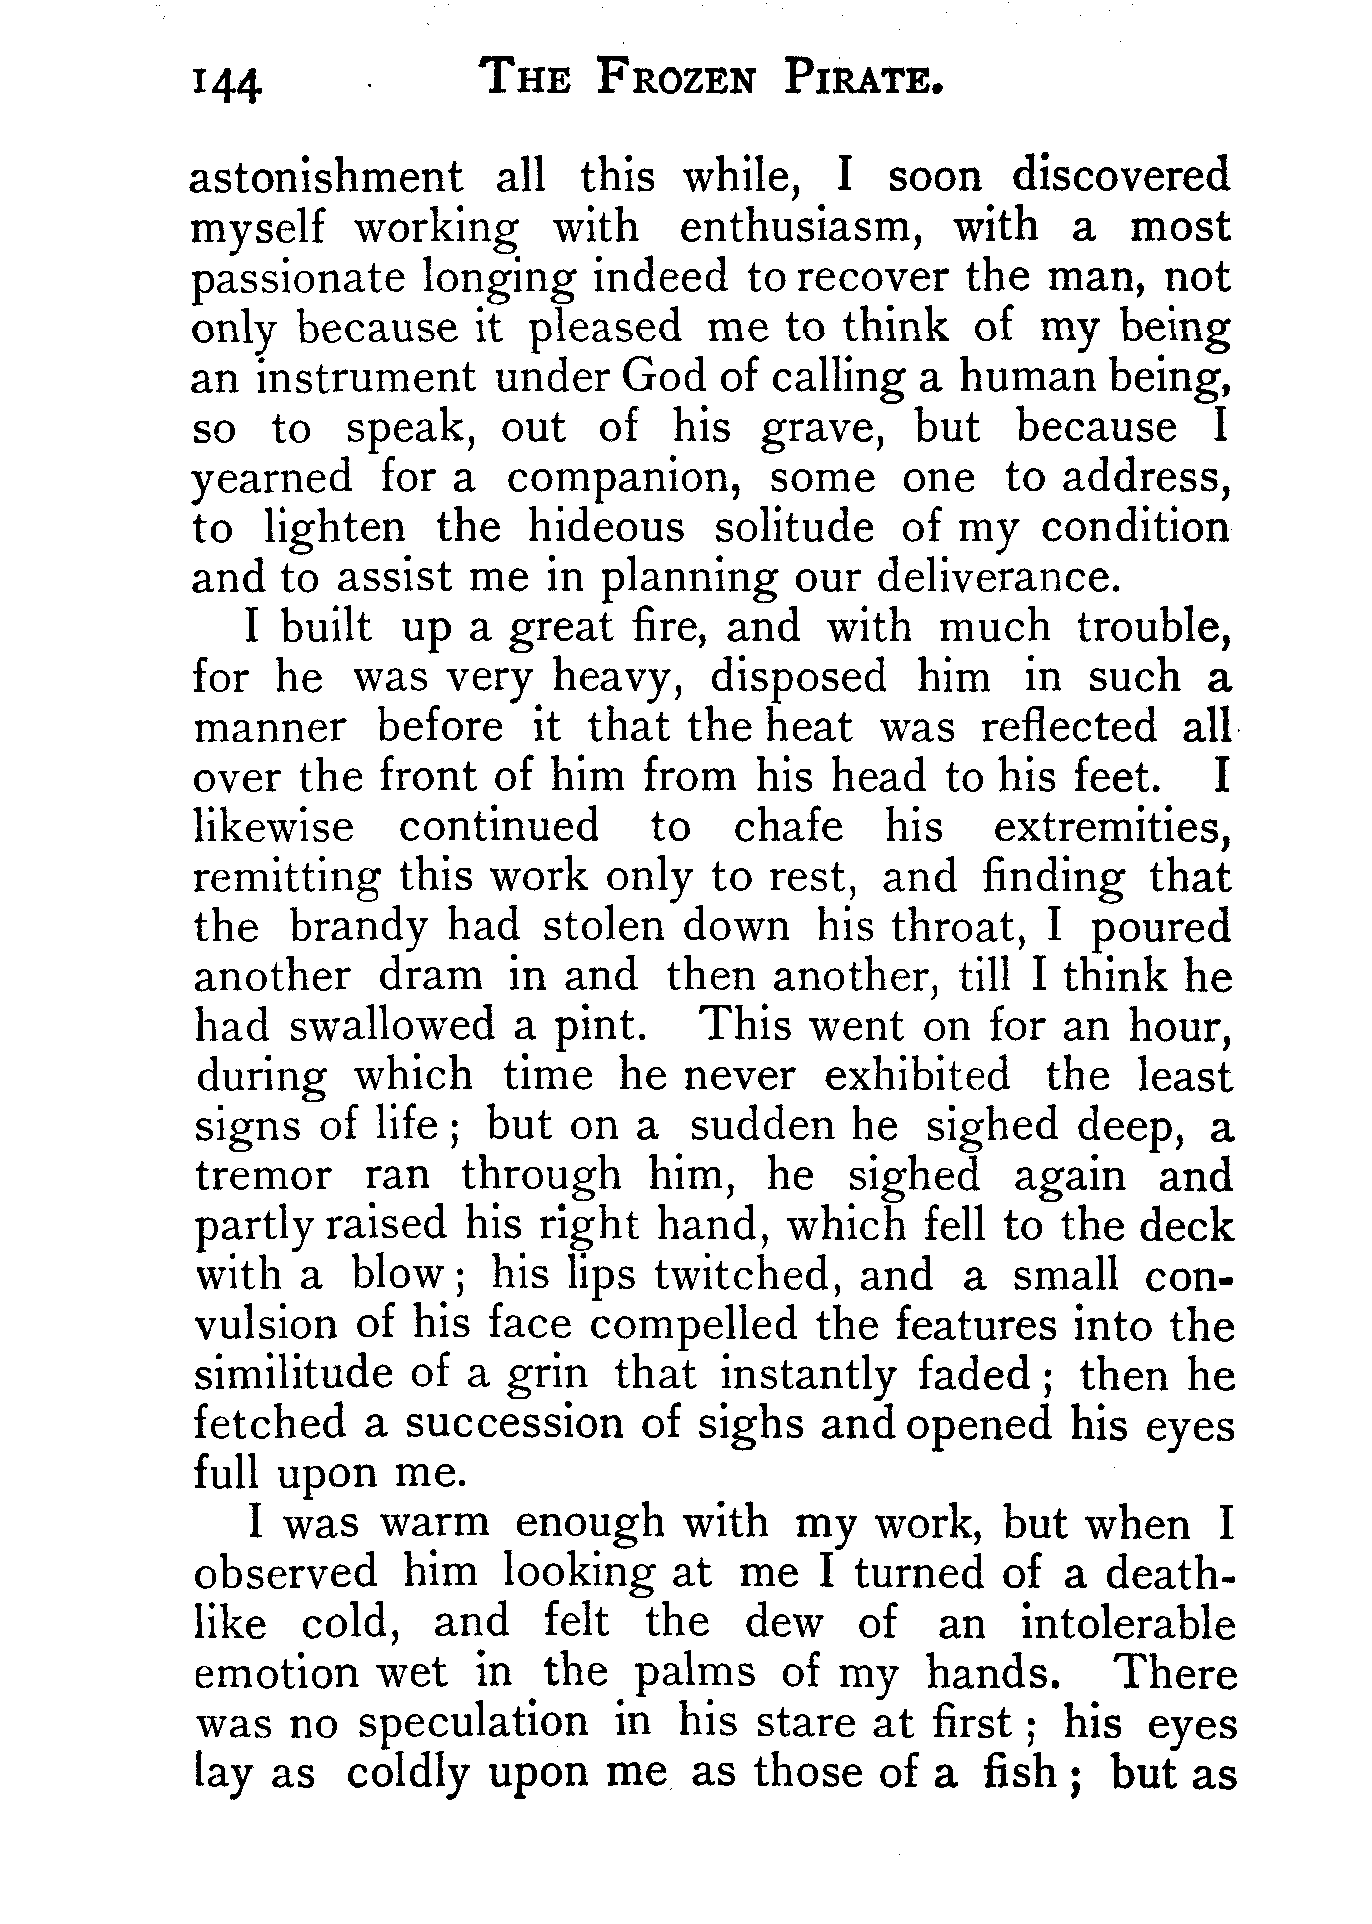 144 THE FROZEN PIRATE.
astonishment all this while, I soon discovered
myself working with enthusiasm, with a most
passionate longing indeed to recover the man, not
only because it pleased me to think of my being
an instrument under God of calling a human being,
so to speak, out of his grave, but because I
yearned for a companion, some one to address,
to lighten the hideous solitude of my condition
and to assist me in planning our deliverance.
I built up a great fire, and with much trouble,
for he was very heavy, disposed him in such a
manner before it that the heat was reflected all
over the front of him from his head to his feet. I
likewise continued to chafe his extremities,
remitting this work only to rest, and finding that
the brandy had stolen down his throat, I poured
another dram in and then another, till I think he
had swallowed a pint. This went on for an hour,
during which time he never exhibited the least
signs of life ; but on a sudden he sighed deep, a
tremor ran through him, he sighed again and
partly raised his right hand, which fell to the deck
with a blow ; his lips twitched, and a small con-
vulsion of his face compelled the features into the
similitude of a grin that instantly faded ; then he
fetched a succession of sighs and opened his eyes
full upon me.
I was warm enough with my work, but when I
observed him looking at me I turned of a death-
like cold, and felt the dew of an intolerable
emotion wet in the palms of my hands. There
was no speculation in his stare at first ; his eyes
lay as coldly upon me as those of a fish ; but as